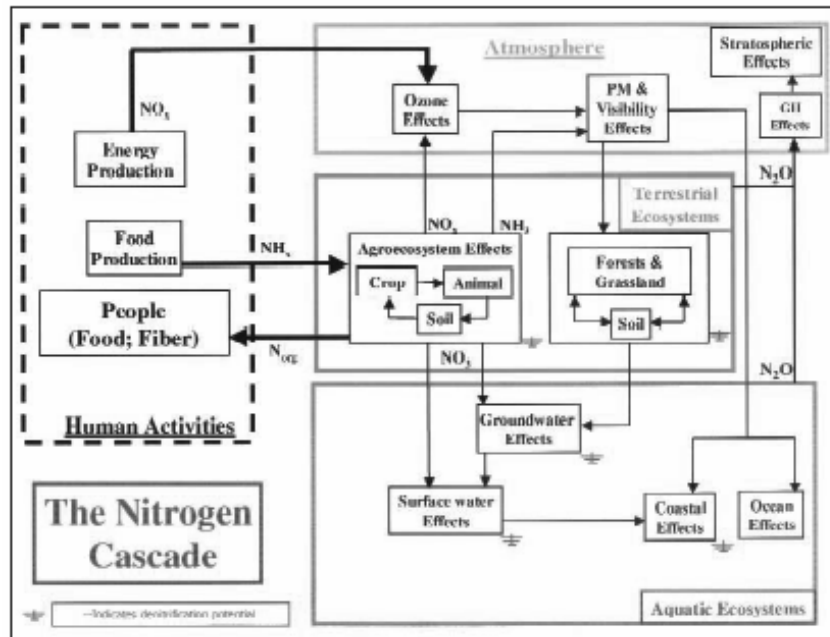 Atmosphere
Stratospheric
Effects
Ozone
Effects
PM &
Visibility
Effects
GH
Effects
NOx
Energy
Production
N2O
Terrestrial
Ecosystems
NOx
NH3
Food
Production
NHx
Agroecosystem Effects
Crop
Animal
Soil
Forests &
Grassland
Soil
People
(Food; Fiber)
Norg
NO3
N2O
Human Activities
Groundwater
Effects
The Nitrogen
Cascade
Surface water
Effects
Coastal
Effects
Ocean
Effects
--Indicates denitrification potential
Aquatic Ecosystems